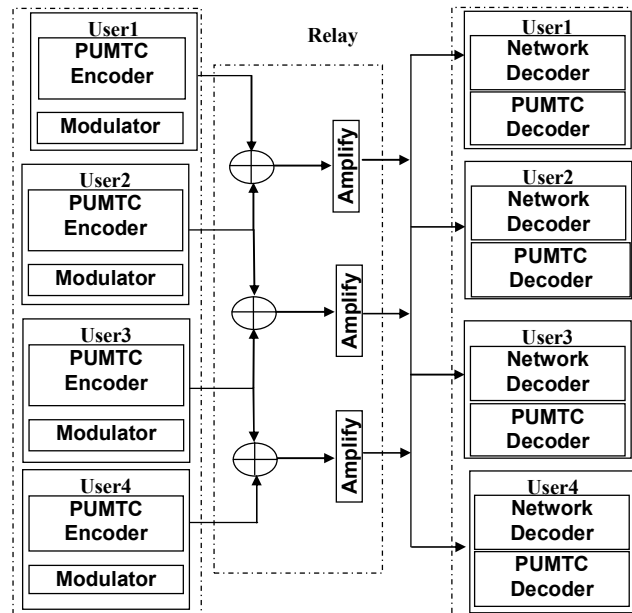 User1
PUMTC
Encoder
Modulator
User2
PUMTC
Encoder
Modulator
User3
PUMTC
Encoder
Modulator
User4
PUMTC
Encoder
Modulator
Relay
Amplify
Amplify
Amplify
User1
Network
Decoder
PUMTC
Decoder
User2
Network
Decoder
PUMTC
Decoder
User3
Network
Decoder
PUMTC
Decoder
User4
Network
Decoder
PUMTC
Decoder